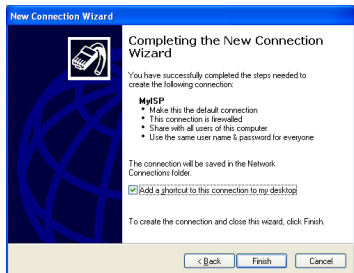 New Connection Wizard
Completing the New Connection
Wizard
You have successfully completed the steps needed to
create the following connection:
MyISP
• Make this the default connection
• This connection is firewalled
• Share with all users of this computer
• Use the same user name & password for everyone
The connection will be saved in the Network
Connections folder.
Add a shortcut to this connection to my desktop
To create the connection and close this wizard, click Finish.
< Back
Finish
Cancel